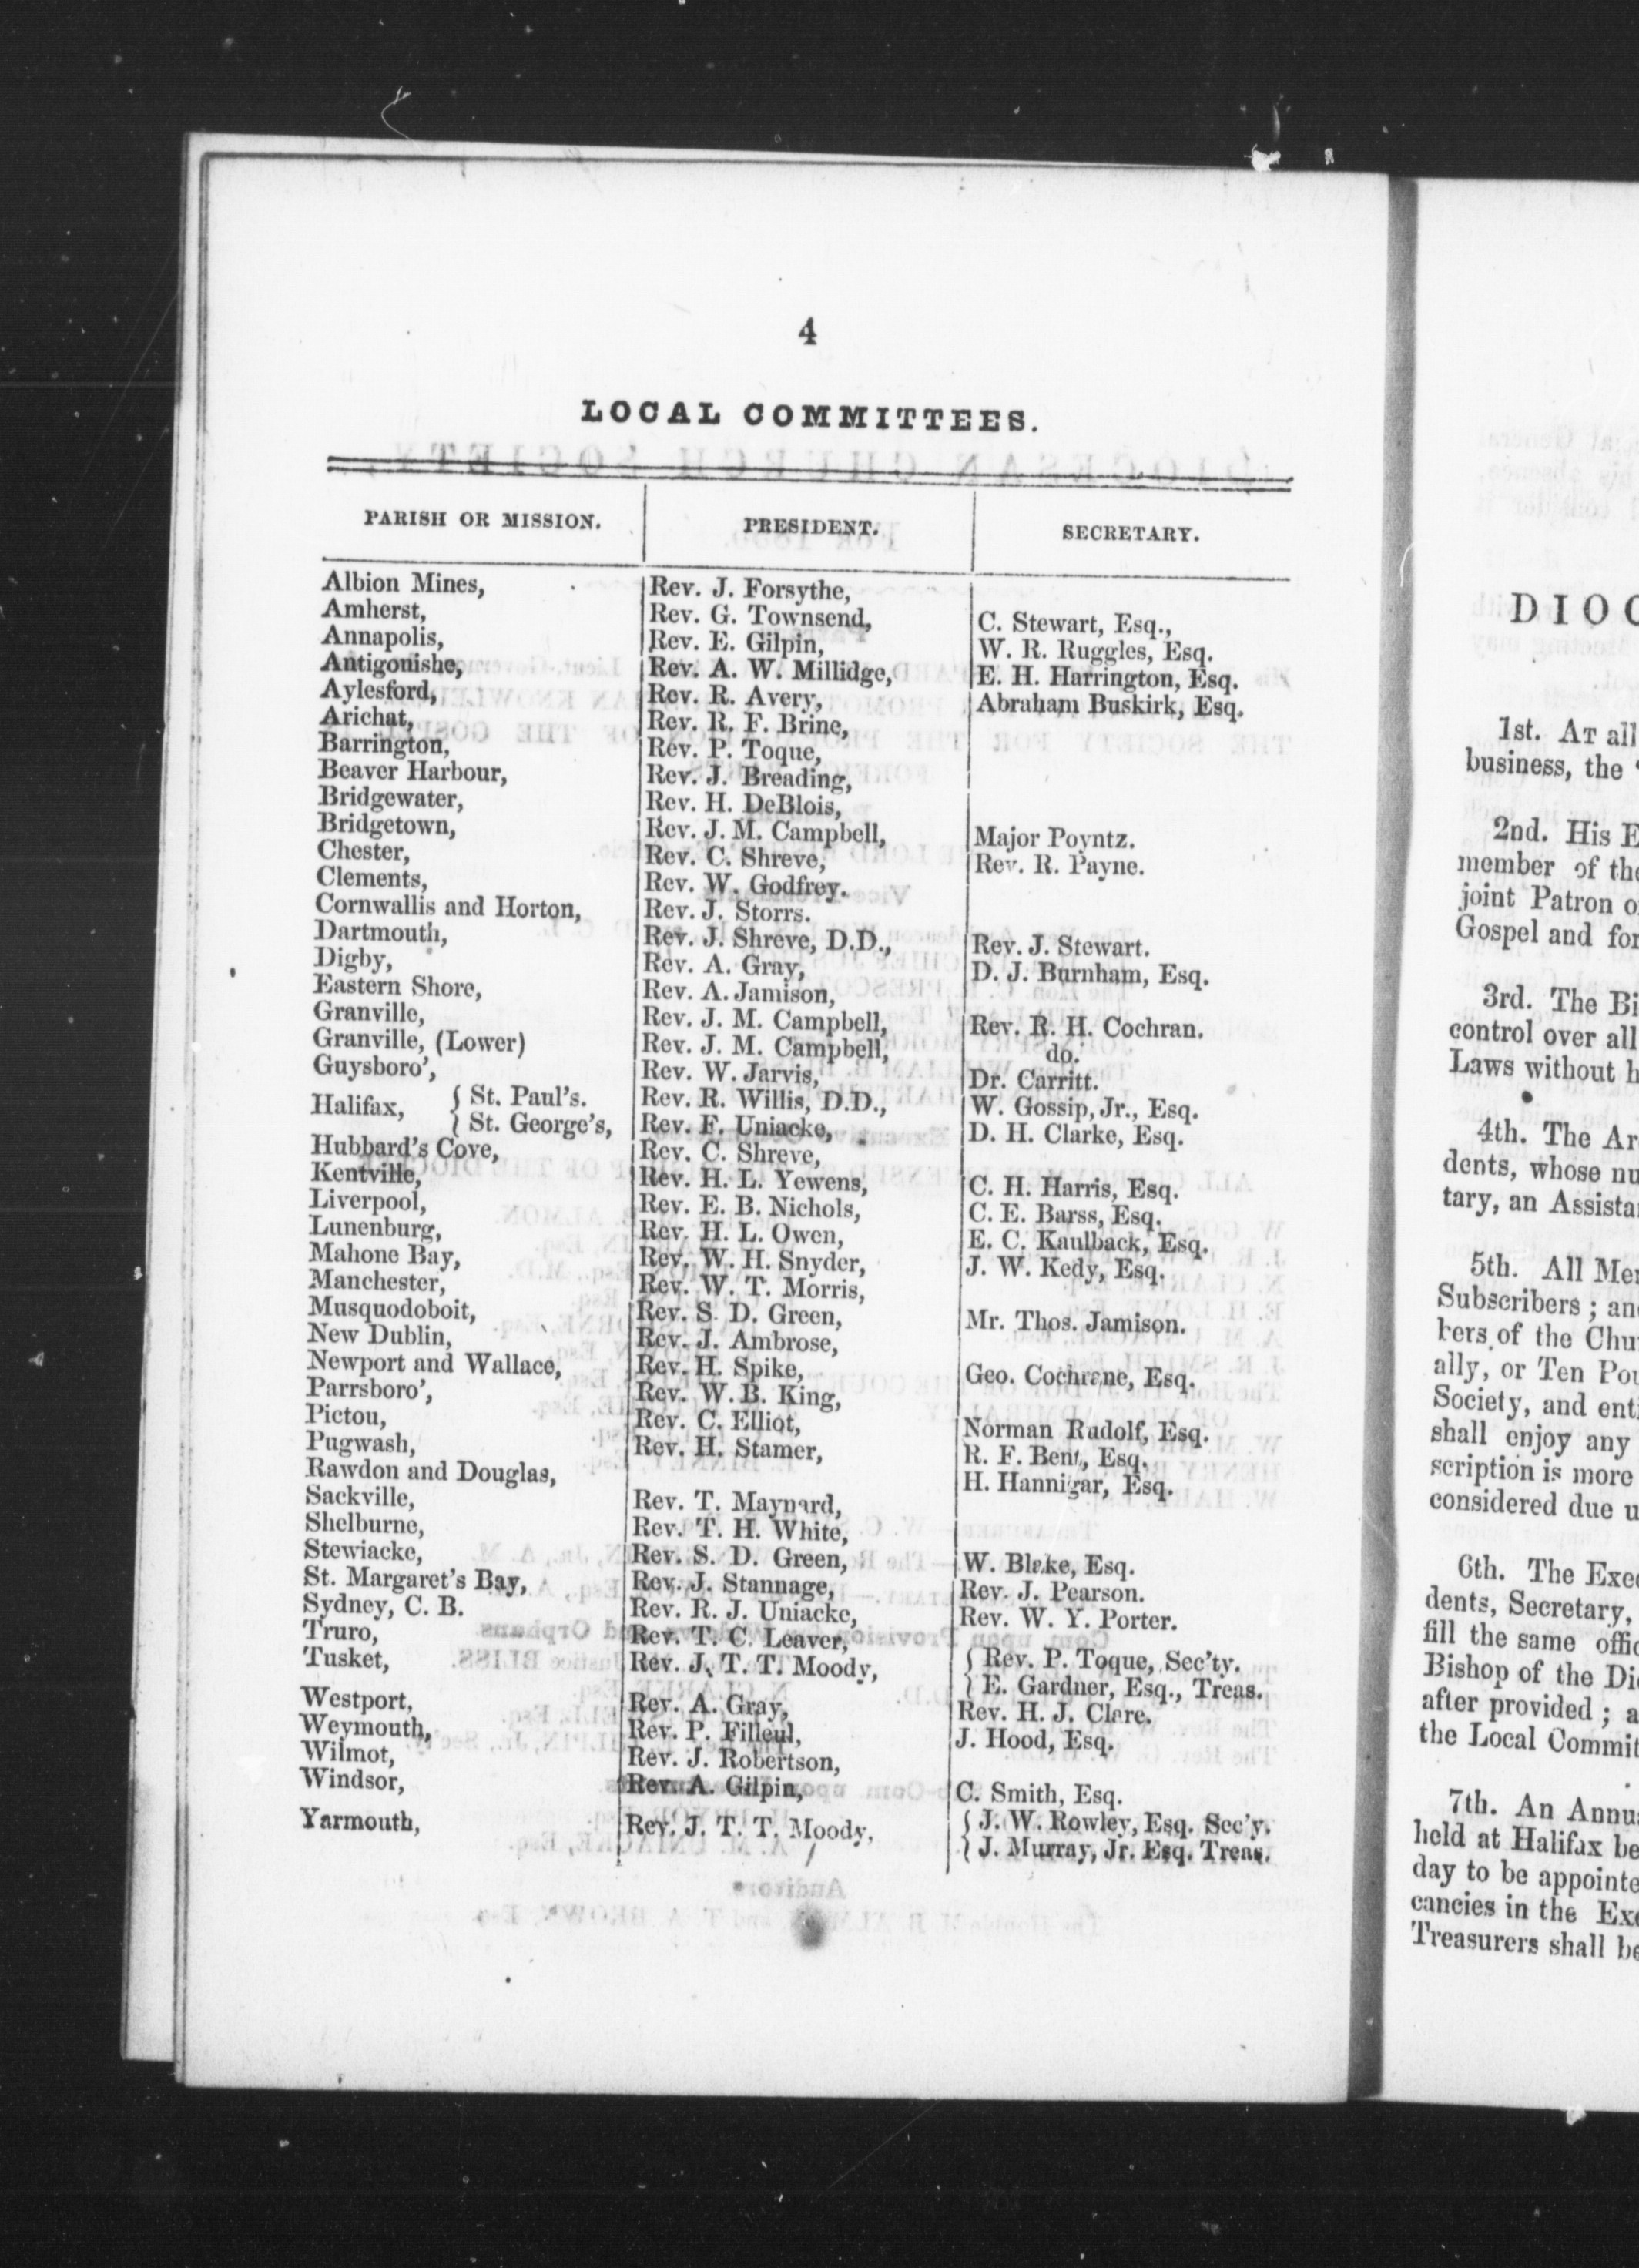 4
LOCAL COMMITTEES.
PARISH OR MISSION. PRESIDENT. SECRETARY.
Albion Mines, Rev. J. Forsythe,
Amherst, Rev. G. Townsend, C. Stewart, Esq.,
Annapolis, Rev. E. Gilpin, W. R. Ruggles, Esq.
Antigonishe, Rev. A. W. Millidge, E. H. Harrington, Esq.
Aylesford, Rev. R. Avery, Abraham Buskirk, Esq.
Arichat, Rev. R. F. Brine,
Barrington, Rev. P. Toque,
Beaver Harbour, Rev. J. Breading,
Bridgewater, Rev. H. DeBlois,
Bridgetown, Rev. J. M. Campbell, Major Poyntz.
Chester, Rev. C. Shreve, Rev. R. Payne.
Clements, Rev. W. Godfrey.
Cornwallis and Horton, Rev. J. Storrs.
Dartmouth, Rev. J. Shreve, D.D., Rev. J. Stewart.
Digby, Rev. A. Gray, D. J. Burnham, Esq.
Eastern Shore, Rev. A. Jamison,
Granville, Rev. J. M. Campbell, Rev. R. H. Cochran.
Granville, (Lower) Rev. J. M. Campbell, do.
Guysboro', Rev. W. Jarvis, Dr. Carritt.
Halifax, { St. Paul's. Rev. R. Willis, D.D., W. Gossip, Jr., Esq.
{ St. George's, Rev. F. Uniacke, D. H. Clarke, Esq.
Hubbard's Cove, Rev. C. Shreve,
Kentville, Rev. H. L. Yewens, C. H. Harris, Esq.
Liverpool, Rev. E. B. Nichols, C. E. Barss, Esq.
Lunenburg, Rev. H. L. Owen, E. C. Kaulback, Esq.
Mahone Bay, Rev. W. H. Snyder, J. W. Kedy, Esq.
Manchester, Rev. W. T. Morris,
Musquodoboit, Rev. S. D. Green, Mr. Thos. Jamison.
New Dublin, Rev. J. Ambrose,
Newport and Wallace, Rev. H. Spike, Geo. Cochrane, Esq.
Parrsboro', Rev. W. B. King,
Pictou, Rev. C. Elliot, Norman Rudolf, Esq.
Pugwash, Rev. H. Stamer, R. F. Bent, Esq.
Rawdon and Douglas, H. Hannigar, Esq.
Sackville, Rev. T. Maynard,
Shelburne, Rev. T. H. White,
Stewiacke, Rev. S. D. Green, W. Blake, Esq.
St. Margaret's Bay, Rev. J. Stannage, Rev. J. Pearson.
Sydney, C. B. Rev. R. J. Uniacke, Rev. W. Y. Porter.
Truro, Rev. T. C. Leaver,
Tusket, Rev. J. T. T. Moody, { Rev. P. Toque, Sec'ty.
{ E. Gardner, Esq., Treas.
Westport, Rev. A. Gray, Rev. H. J. Clare.
Weymouth, Rev. P. Filleul, J. Hood, Esq.
Wilmot, Rev. J. Robertson,
Windsor, Rev. A. Gilpin, C. Smith, Esq.
Yarmouth, Rev. J. T. T. Moody, { J. W. Rowley, Esq. Sec'y.
{ J. Murray, Jr. Esq. Treas.
DIOC
1st. AT all
business, the
2nd. His E
member of the
joint Patron o
Gospel and for
3rd. The Bi
control over all
Laws without h
4th. The Ar
dents, whose nu
tary, an Assista
5th. All Me
Subscribers; an
bers of the Chu
ally, or Ten Pou
Society, and ent
shall enjoy any
scription is more
considered due u
6th. The Exec
dents, Secretary,
fill the same offic
Bishop of the Di
after provided; a
the Local Commit
7th. An Annu
held at Halifax be
day to be appointe
cancies in the Exe
Treasurers shall be